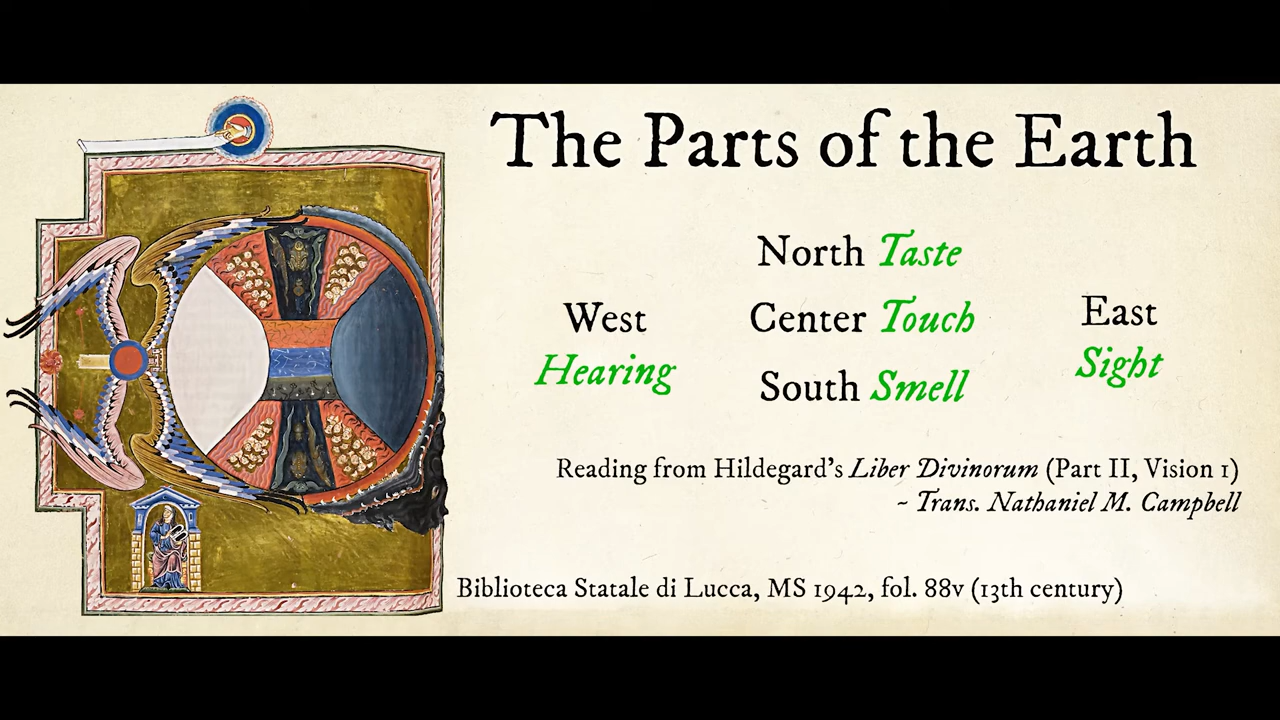 The Parts of the Earth
North Taste
West
Hearing
Center Touch
South Smell
East
Sight
Reading from Hildegard's Liber Divinorum (Part II, Vision 1)
~ Trans. Nathaniel M. Campbell
Biblioteca Statale di Lucca, MS 1942, fol. 88v (13th century)